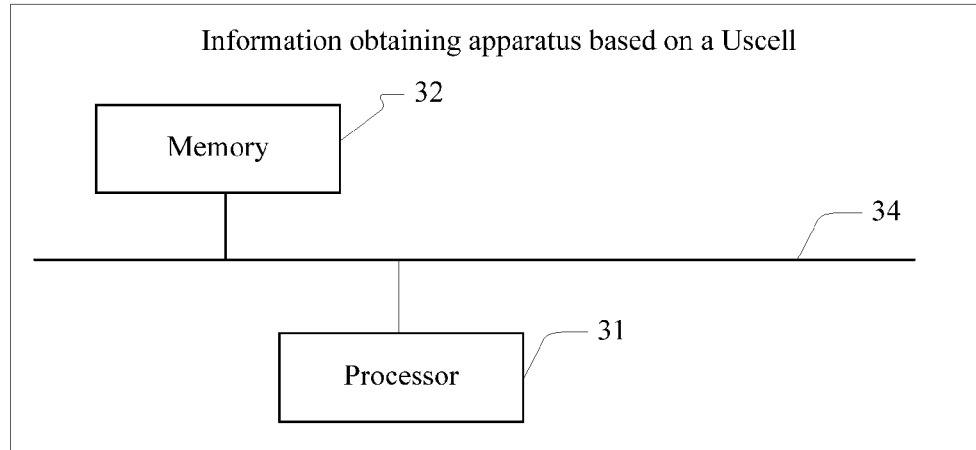 Information obtaining apparatus based on a Uscell
32
Memory
34
31
Processor